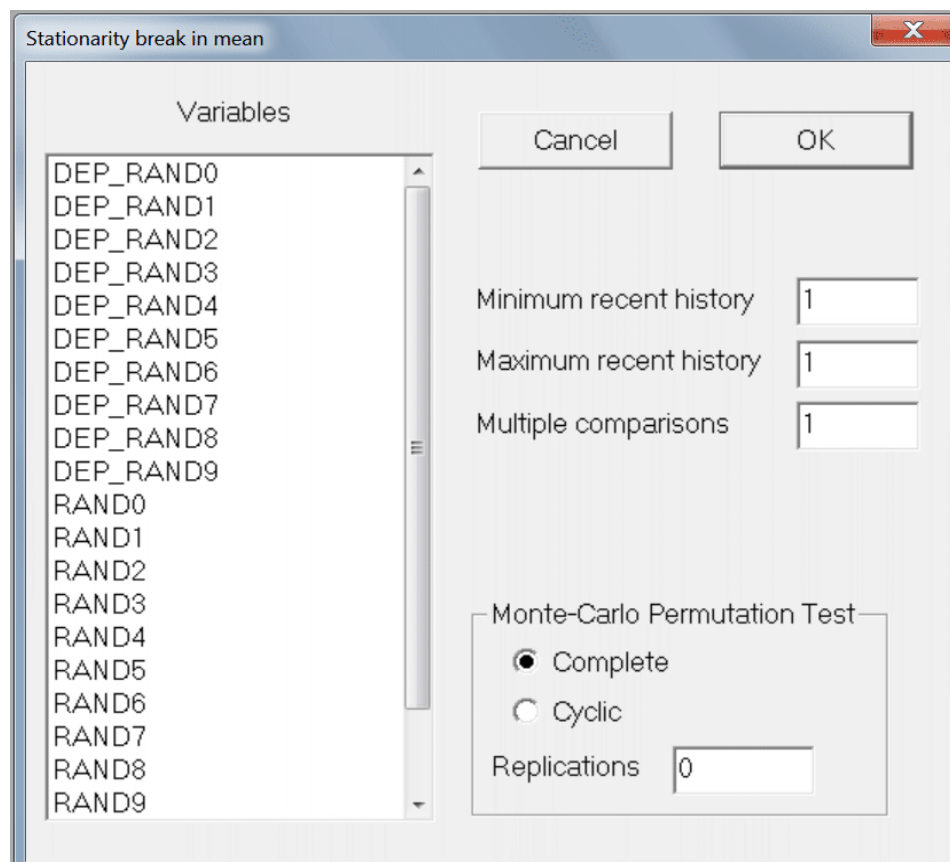 Stationarity break in mean
Variables
DEP_RAND0
DEP_RAND1
DEP_RAND2
DEP_RAND3
DEP_RAND4
DEP_RAND5
DEP_RAND6
DEP_RAND7
DEP_RAND8
DEP_RAND9
RAND0
RAND1
RAND2
RAND3
RAND4
RAND5
RAND6
RAND7
RAND8
RAND9
Cancel
OK
Minimum recent history 1
Maximum recent history 1
Multiple comparisons 1
Monte-Carlo Permutation Test
Complete
Cyclic
Replications 0